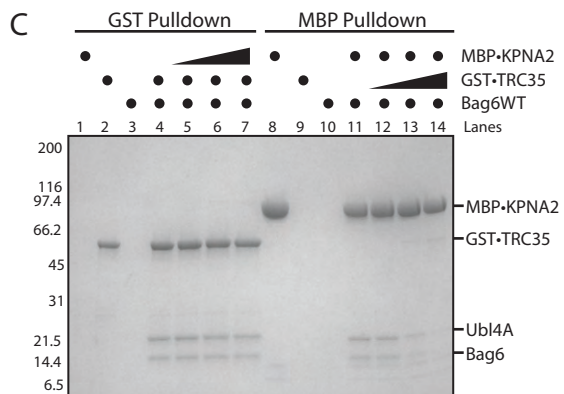 C
GST Pulldown MBP Pulldown
MBP•KPNA2
GST•TRC35
Bag6WT
1 2 3 4 5 6 7 8 9 10 11 12 13 14 Lanes
200
116
97.4
MBP•KPNA2
66.2
GST•TRC35
45
31
Ubl4A
21.5
Bag6
14.4
6.5